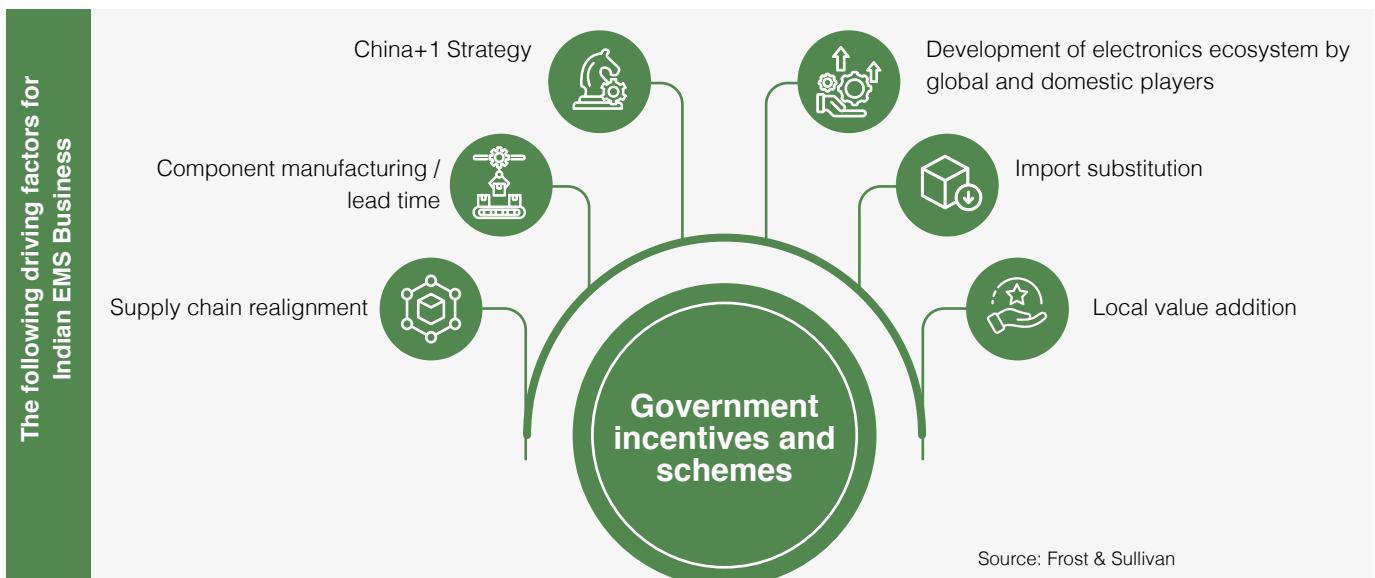 The following driving factors for
Indian EMS Business
China+1 Strategy
Development of electronics ecosystem by
global and domestic players
Component manufacturing /
lead time
Import substitution
Supply chain realignment
Local value addition
Government
incentives and
schemes
Source: Frost & Sullivan